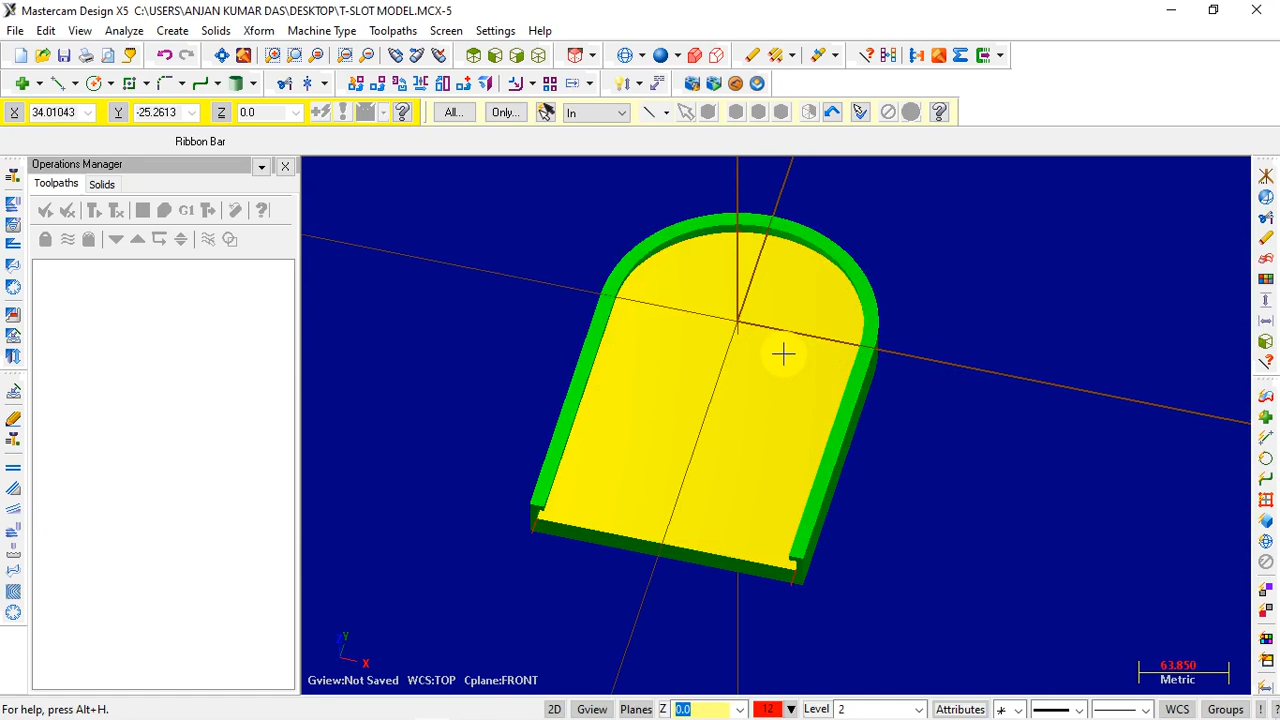 Mastercam Design X5 C:\USERS\ANJAN KUMAR DAS\DESKTOP\T-SLOT MODEL.MCX-5
File Edit View Analyze Create Solids Xform Machine Type Toolpaths Screen Settings Help
X 34.01043 Y -25.2613 Z 0.0 All... Only... In
Ribbon Bar
Operations Manager
Toolpaths Solids
G1
Y
X
63.850
Metric
Gview:Not Saved WCS:TOP Cplane:FRONT
For help, press Alt+H. 2D Gview Planes Z 0.0 12 Level 2 Attributes WCS Groups ! ?